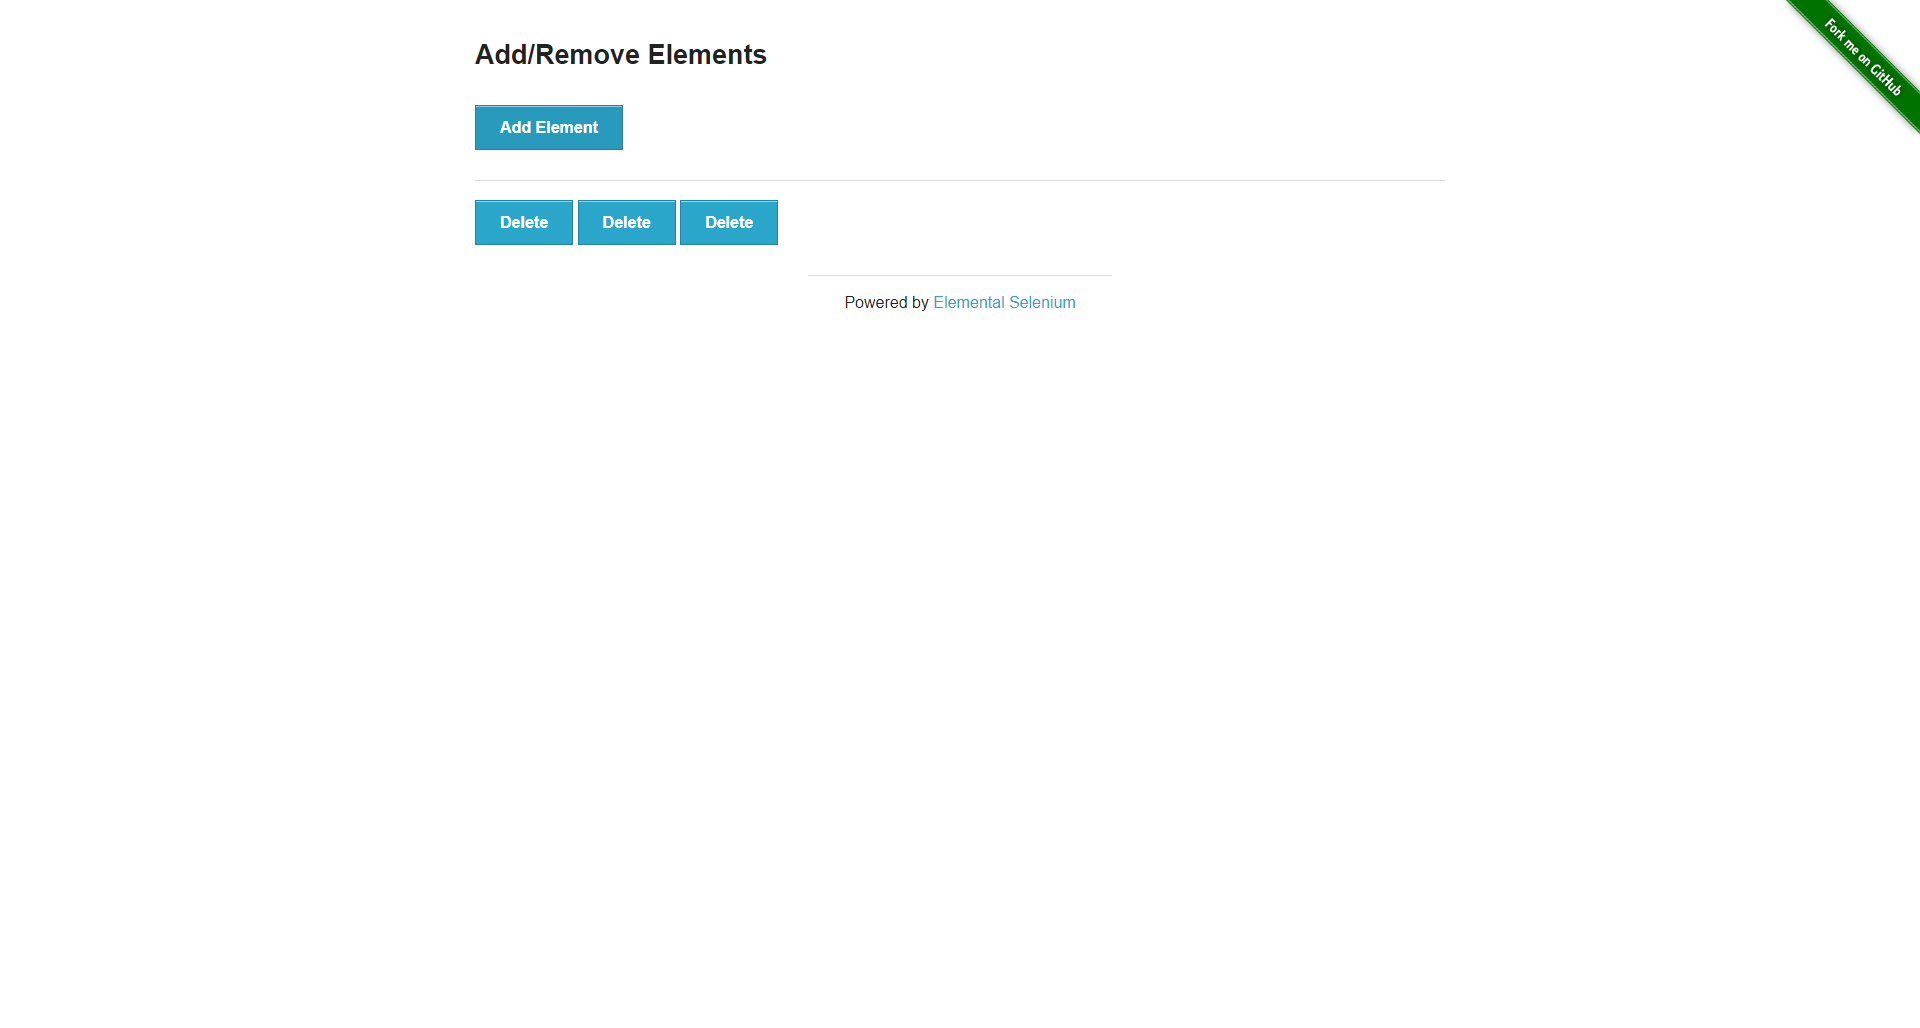 Add/Remove Elements
Fork me on GitHub
Add Element
Delete Delete Delete
Powered by Elemental Selenium